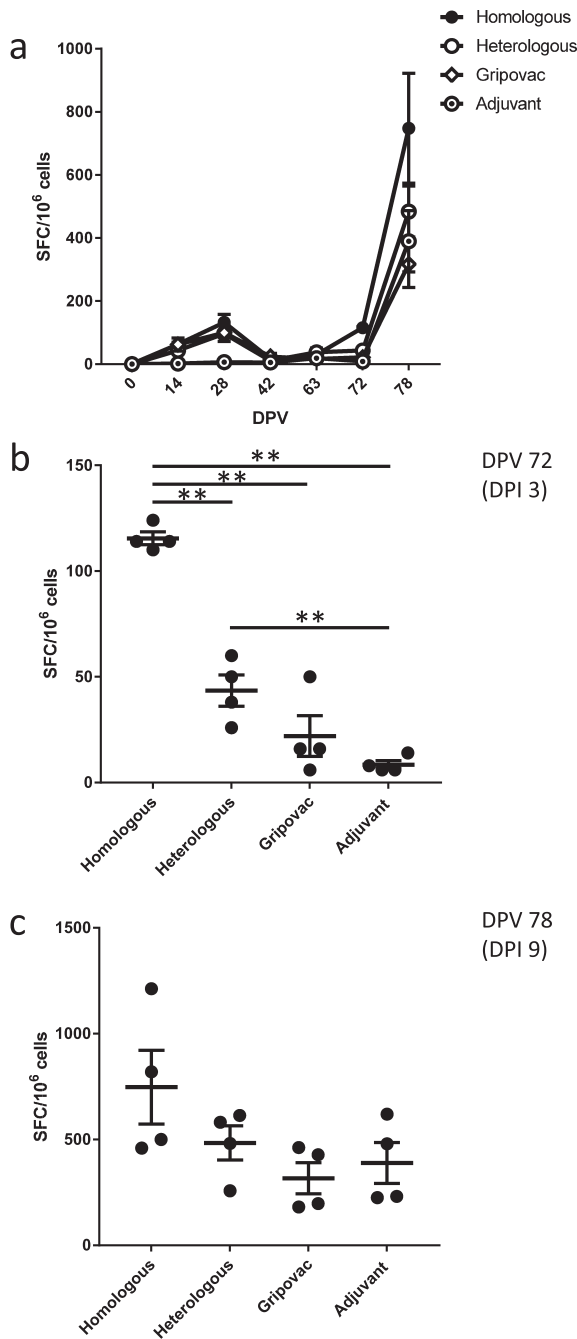 a
Homologous
Heterologous
Gripovac
Adjuvant
SFC/10⁶ cells
1000
800
600
400
200
0
0 14 28 42 63 72 78
DPV
b
DPV 72
(DPI 3)
SFC/10⁶ cells
150
100
50
0
**
**
**
**
Homologous Heterologous Gripovac Adjuvant
c
DPV 78
(DPI 9)
SFC/10⁶ cells
1500
1000
500
0
Homologous Heterologous Gripovac Adjuvant